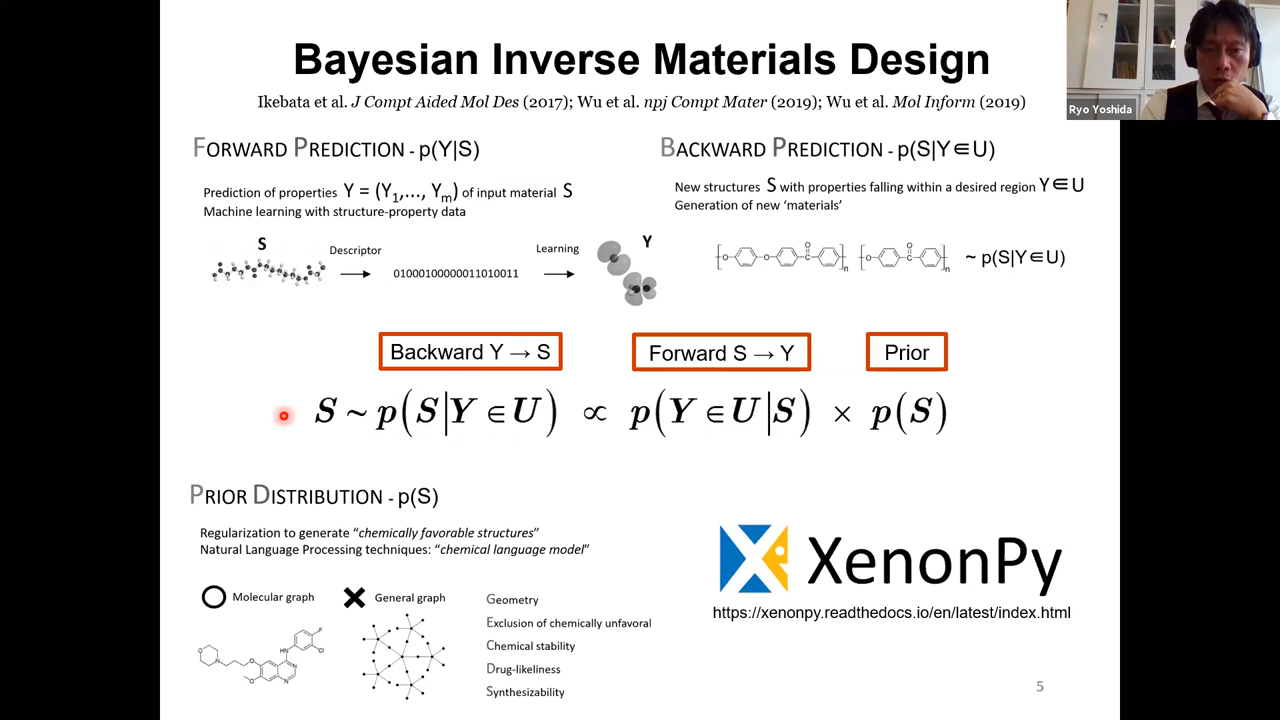 Bayesian Inverse Materials Design
Ikebata et al. J Compt Aided Mol Des (2017); Wu et al. npj Compt Mater (2019); Wu et al. Mol Inform (2019)
Ryo Yoshida
FORWARD PREDICTION - p(Y|S)
Prediction of properties Y = (Y1,..., Ym) of input material S
Machine learning with structure-property data
S
Descriptor
01000100000011010011
Learning
Y
BACKWARD PREDICTION - p(S|Y∈U)
New structures S with properties falling within a desired region Y∈U
Generation of new ‘materials’
O O O C n
O O C n
~ p(S|Y∈U)
Backward Y → S
Forward S → Y
Prior
S ~ p(S|Y ∈ U) ∝ p(Y ∈ U|S) × p(S)
PRIOR DISTRIBUTION - p(S)
Regularization to generate “chemically favorable structures”
Natural Language Processing techniques: “chemical language model”
Molecular graph
General graph
Geometry
Exclusion of chemically unfavoral
Chemical stability
Drug-likeliness
Synthesizability
XenonPy
https://xenonpy.readthedocs.io/en/latest/index.html
5